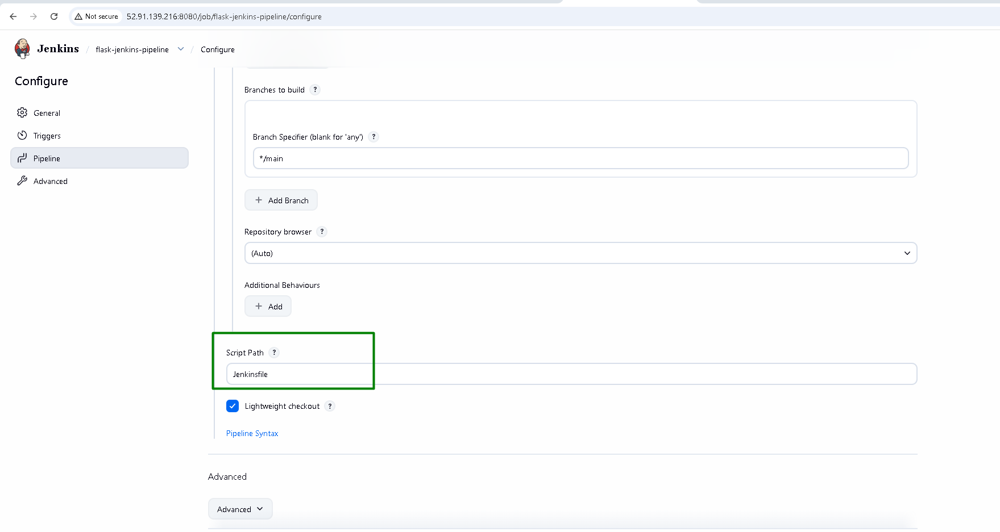 Not secure 52.91.139.216:8080/job/flask-jenkins-pipeline/configure
Jenkins / flask-jenkins-pipeline / Configure
Configure
General
Triggers
Pipeline
Advanced
Branches to build ?
Branch Specifier (blank for 'any') ?
*/main
+ Add Branch
Repository browser ?
(Auto)
Additional Behaviours
+ Add
Script Path ?
Jenkinsfile
Lightweight checkout ?
Pipeline Syntax
Advanced
Advanced